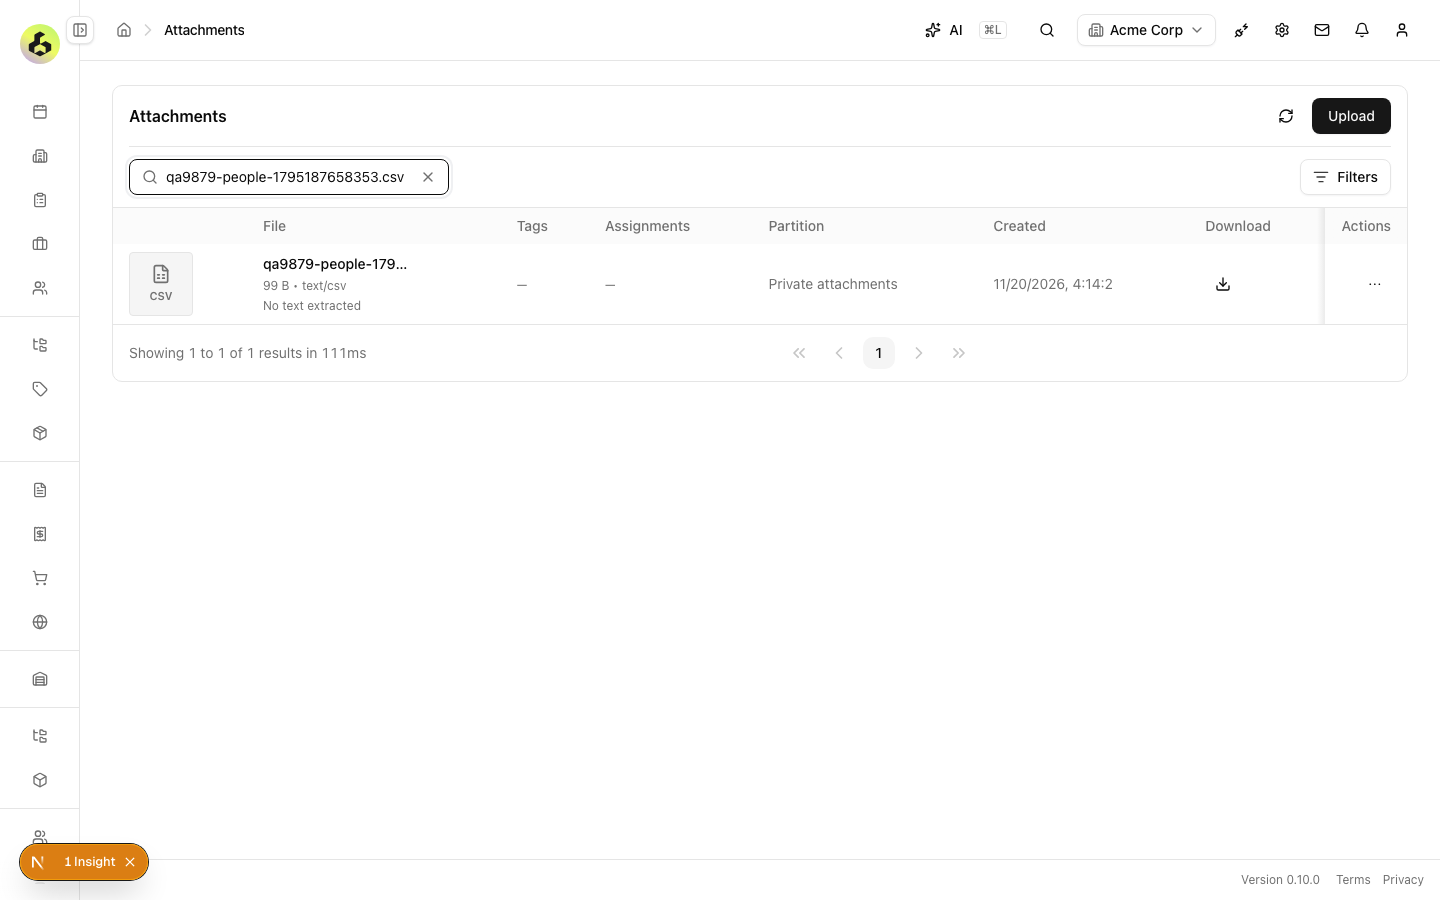 Attachments
AI ⌘L
Acme Corp
Attachments
Upload
qa9879-people-1795187658353.csv
Filters
File Tags Assignments Partition Created Download Actions
CSV
qa9879-people-179...
99 B • text/csv
No text extracted
— — Private attachments 11/20/2026, 4:14:2
Showing 1 to 1 of 1 results in 111ms
1
1 Insight
Version 0.10.0 Terms Privacy